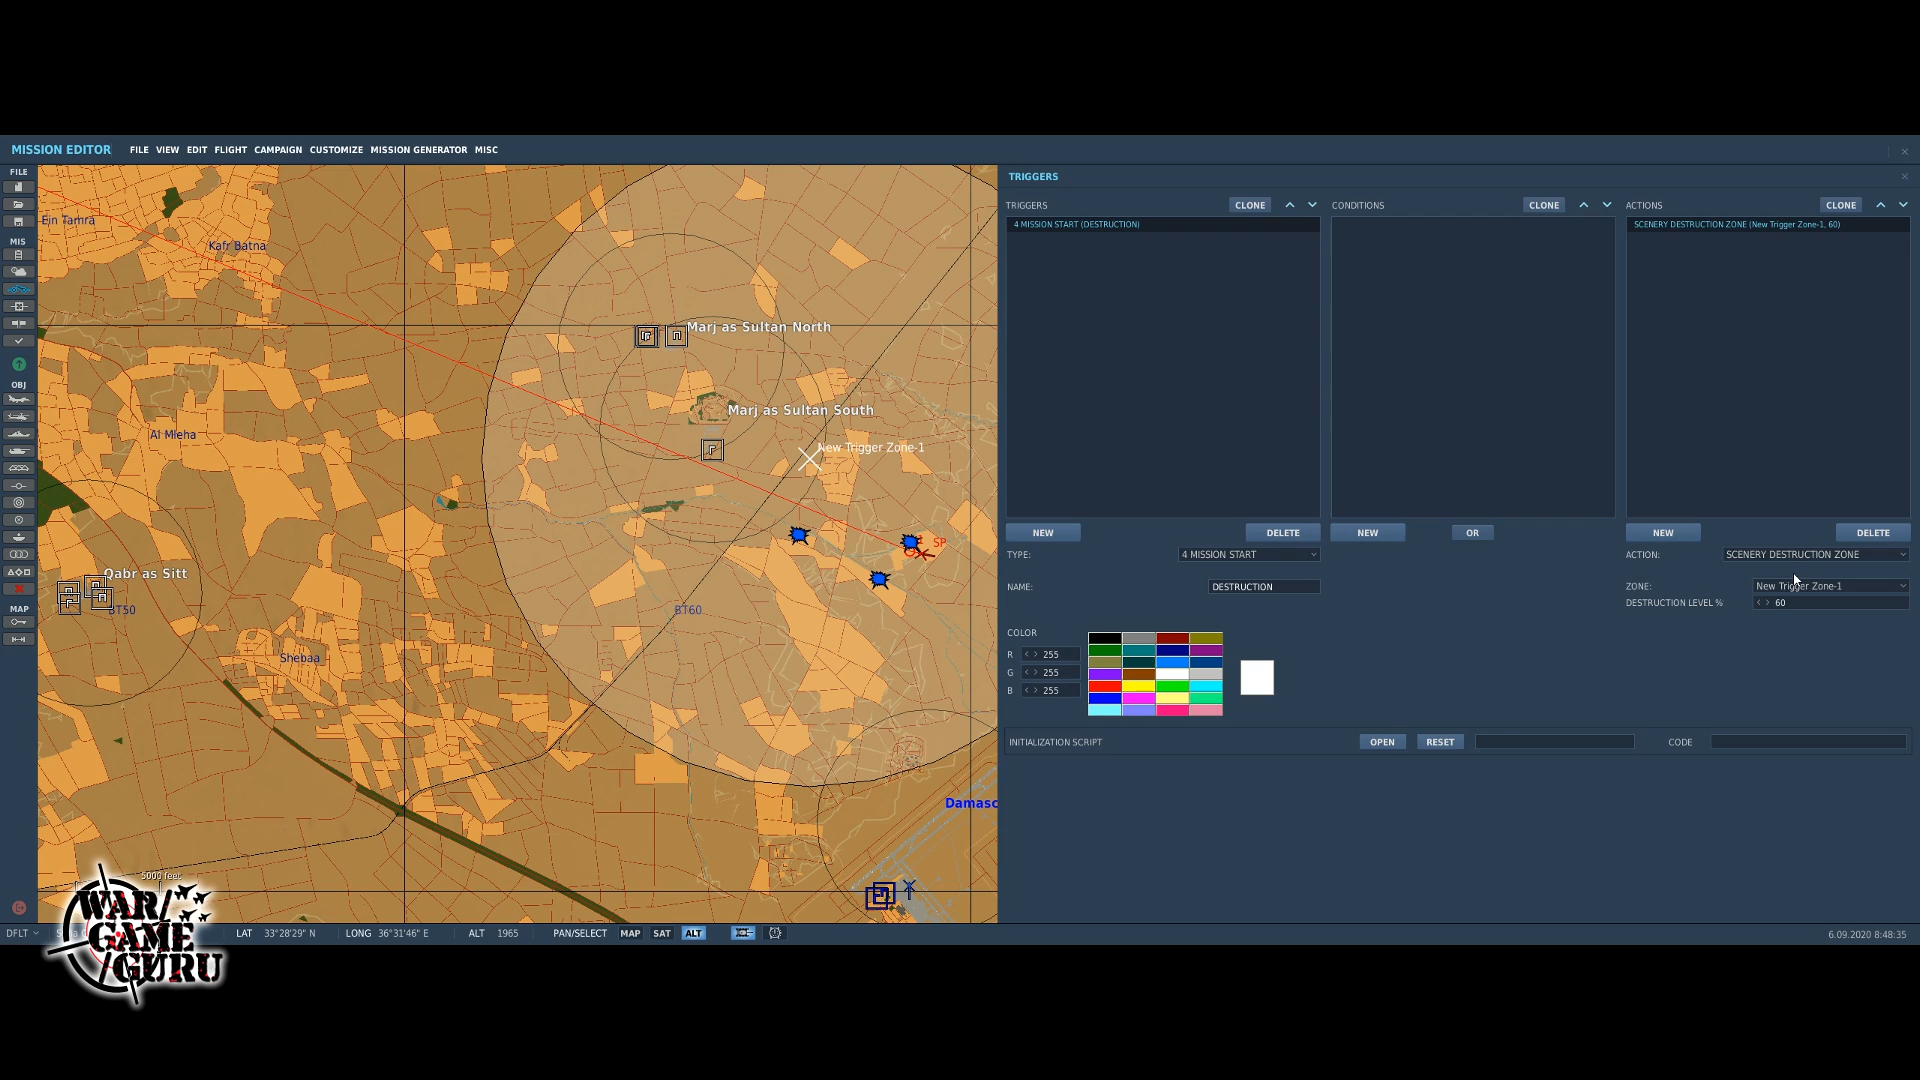 MISSION EDITOR FILE VIEW EDIT FLIGHT CAMPAIGN CUSTOMIZE MISSION GENERATOR MISC
FILE
MIS
OBJ
MAP
Ein Tamra
Kafr Batna
Marj as Sultan North
Marj as Sultan South
Al Mleha
New Trigger Zone-1
SP
Qabr as Sitt
BT50
BT60
Shebaa
Damasc
5000 feet
WAR/
GAME
GURU
TRIGGERS
TRIGGERS CLONE
4 MISSION START (DESTRUCTION)
NEW DELETE
TYPE: 4 MISSION START
NAME: DESTRUCTION
COLOR
R 255
G 255
B 255
CONDITIONS CLONE
NEW OR
ACTIONS CLONE
SCENERY DESTRUCTION ZONE (New Trigger Zone-1, 60)
NEW DELETE
ACTION: SCENERY DESTRUCTION ZONE
ZONE: New Trigger Zone-1
DESTRUCTION LEVEL % 60
INITIALIZATION SCRIPT OPEN RESET CODE
DFLT LAT 33°28'29" N LONG 36°31'46" E ALT 1965 PAN/SELECT MAP SAT ALT 6.09.2020 8:48:35